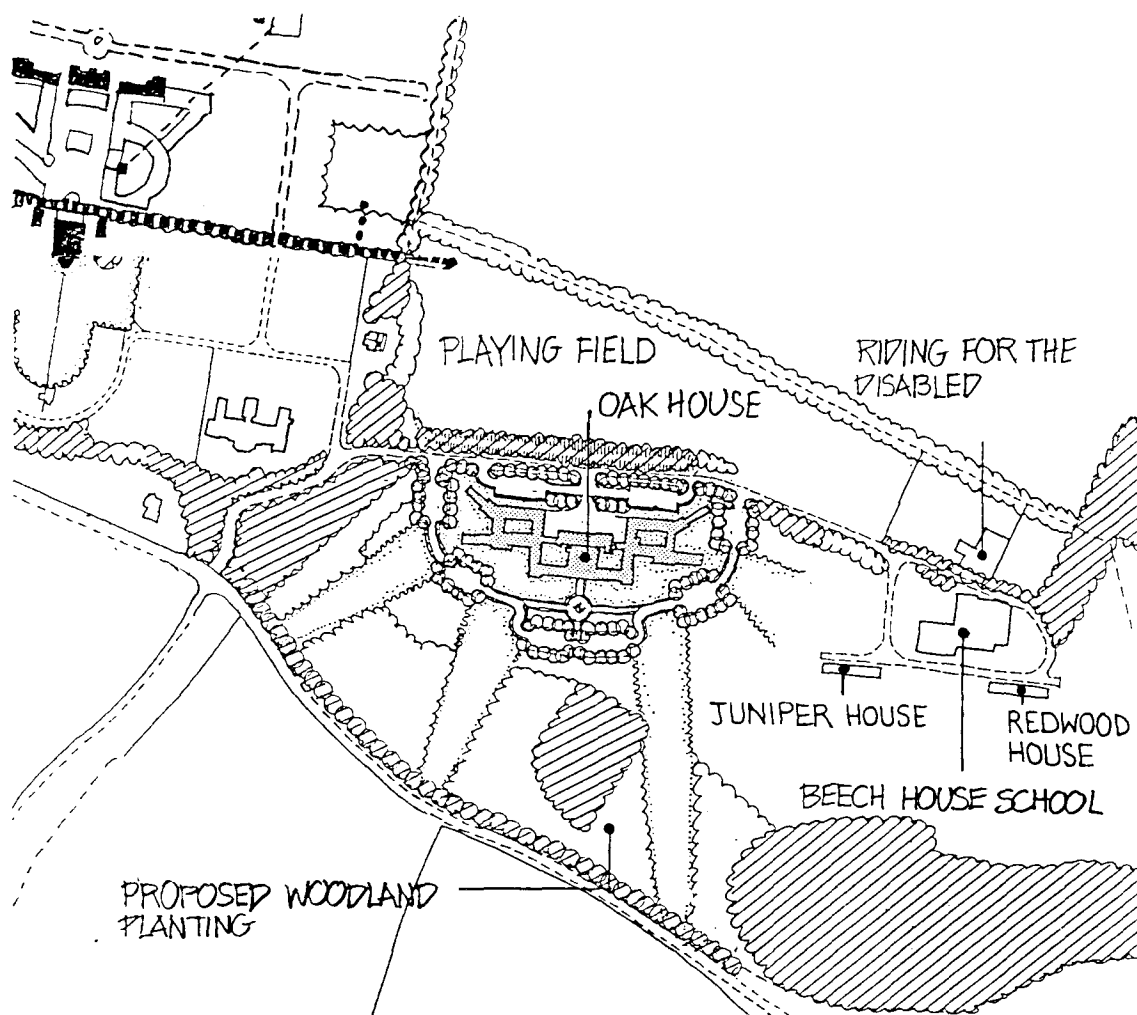 PLAYING FIELD
RIDING FOR THE
DISABLED
OAK HOUSE
JUNIPER HOUSE
REDWOOD
HOUSE
BEECH HOUSE SCHOOL
PROPOSED WOODLAND
PLANTING